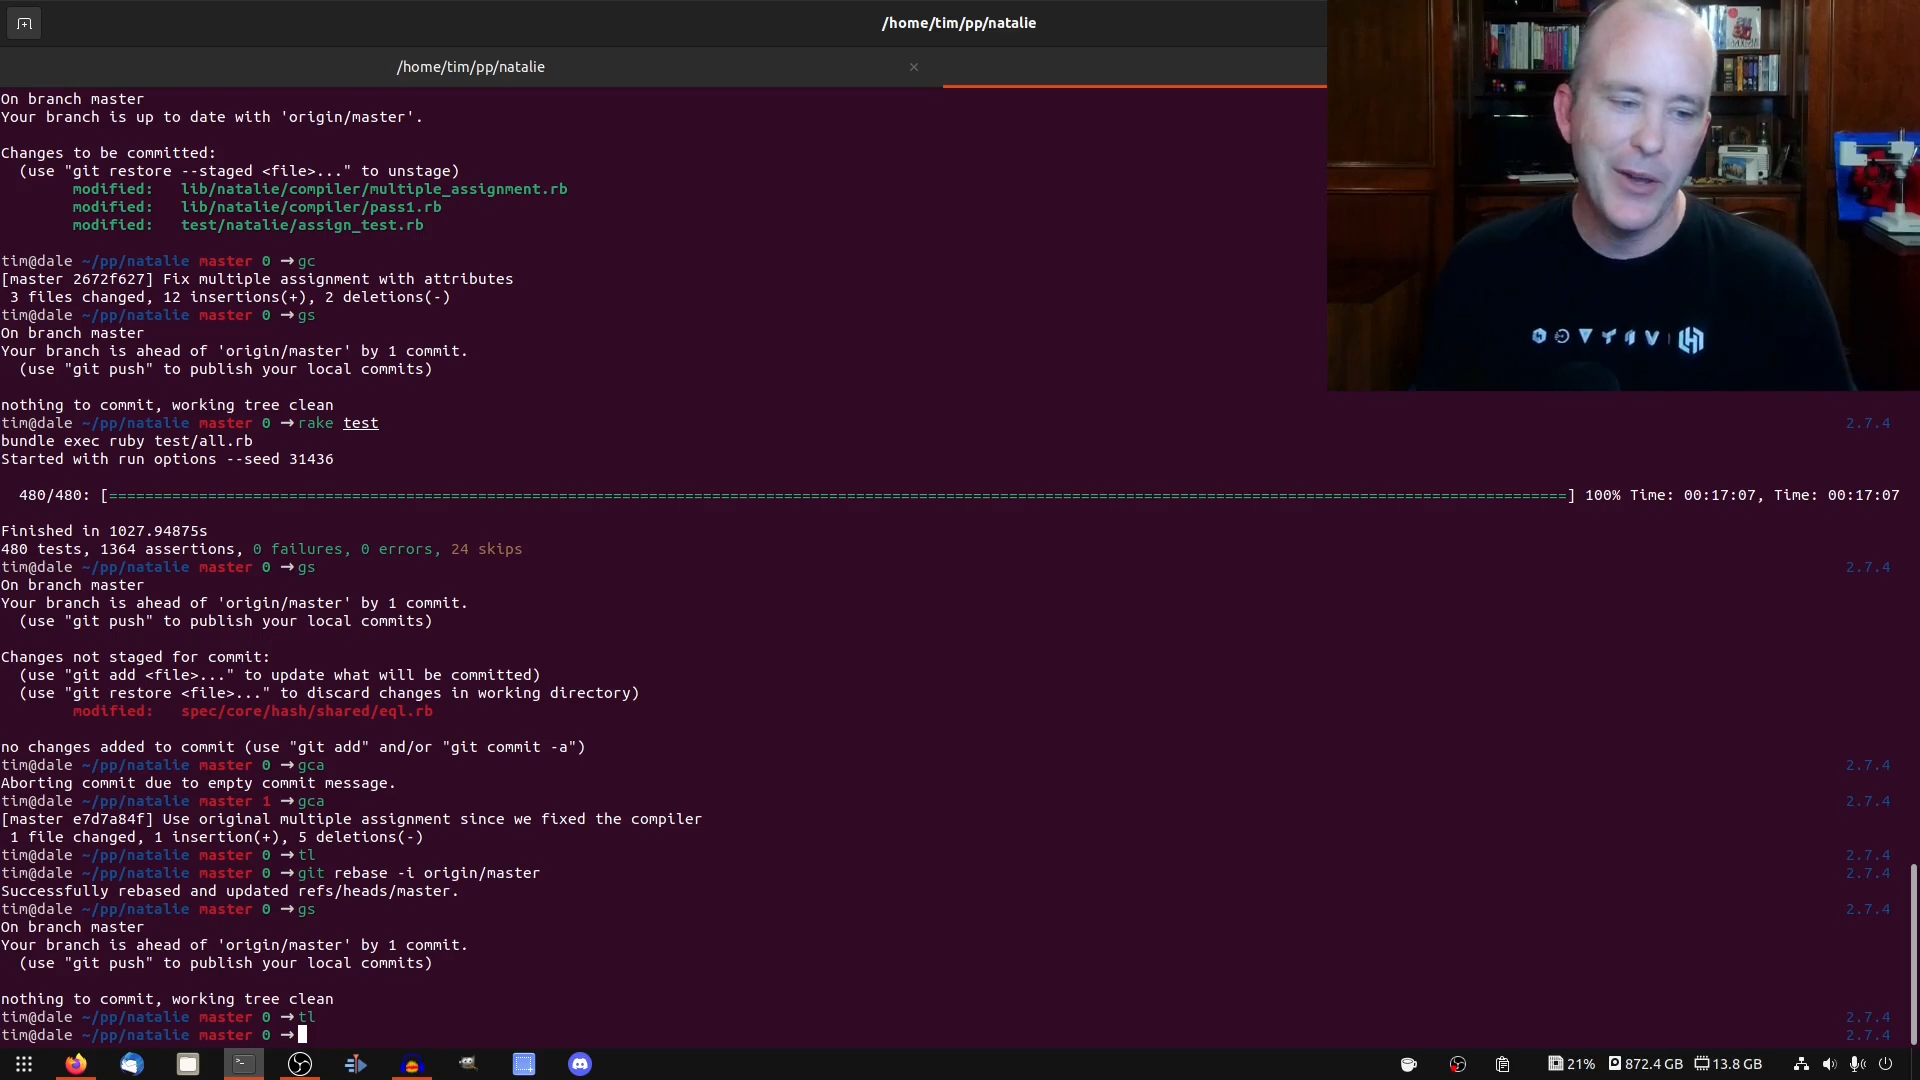 /home/tim/pp/natalie
/home/tim/pp/natalie
On branch master
Your branch is up to date with 'origin/master'.
Changes to be committed:
(use "git restore --staged <file>..." to unstage)
modified:   lib/natalie/compiler/multiple_assignment.rb
modified:   lib/natalie/compiler/pass1.rb
modified:   test/natalie/assign_test.rb
tim@dale ~/pp/natalie master 0 →gc
[master 2672f627] Fix multiple assignment with attributes
3 files changed, 12 insertions(+), 2 deletions(-)
tim@dale ~/pp/natalie master 0 →gs
On branch master
Your branch is ahead of 'origin/master' by 1 commit.
(use "git push" to publish your local commits)
nothing to commit, working tree clean
tim@dale ~/pp/natalie master 0 →rake test 2.7.4
bundle exec ruby test/all.rb
Started with run options --seed 31436
480/480: [==================================================================================================================================================================] 100% Time: 00:17:07, Time: 00:17:07
Finished in 1027.94875s
480 tests, 1364 assertions, 0 failures, 0 errors, 24 skips
tim@dale ~/pp/natalie master 0 →gs 2.7.4
On branch master
Your branch is ahead of 'origin/master' by 1 commit.
(use "git push" to publish your local commits)
Changes not staged for commit:
(use "git add <file>..." to update what will be committed)
(use "git restore <file>..." to discard changes in working directory)
modified:   spec/core/hash/shared/eql.rb
no changes added to commit (use "git add" and/or "git commit -a")
tim@dale ~/pp/natalie master 0 →gca 2.7.4
Aborting commit due to empty commit message.
tim@dale ~/pp/natalie master 1 →gca 2.7.4
[master e7d7a84f] Use original multiple assignment since we fixed the compiler
1 file changed, 1 insertion(+), 5 deletions(-)
tim@dale ~/pp/natalie master 0 →tl 2.7.4
tim@dale ~/pp/natalie master 0 →git rebase -i origin/master 2.7.4
Successfully rebased and updated refs/heads/master.
tim@dale ~/pp/natalie master 0 →gs 2.7.4
On branch master
Your branch is ahead of 'origin/master' by 1 commit.
(use "git push" to publish your local commits)
nothing to commit, working tree clean
tim@dale ~/pp/natalie master 0 →tl 2.7.4
tim@dale ~/pp/natalie master 0 → 2.7.4
21% 872.4 GB 13.8 GB